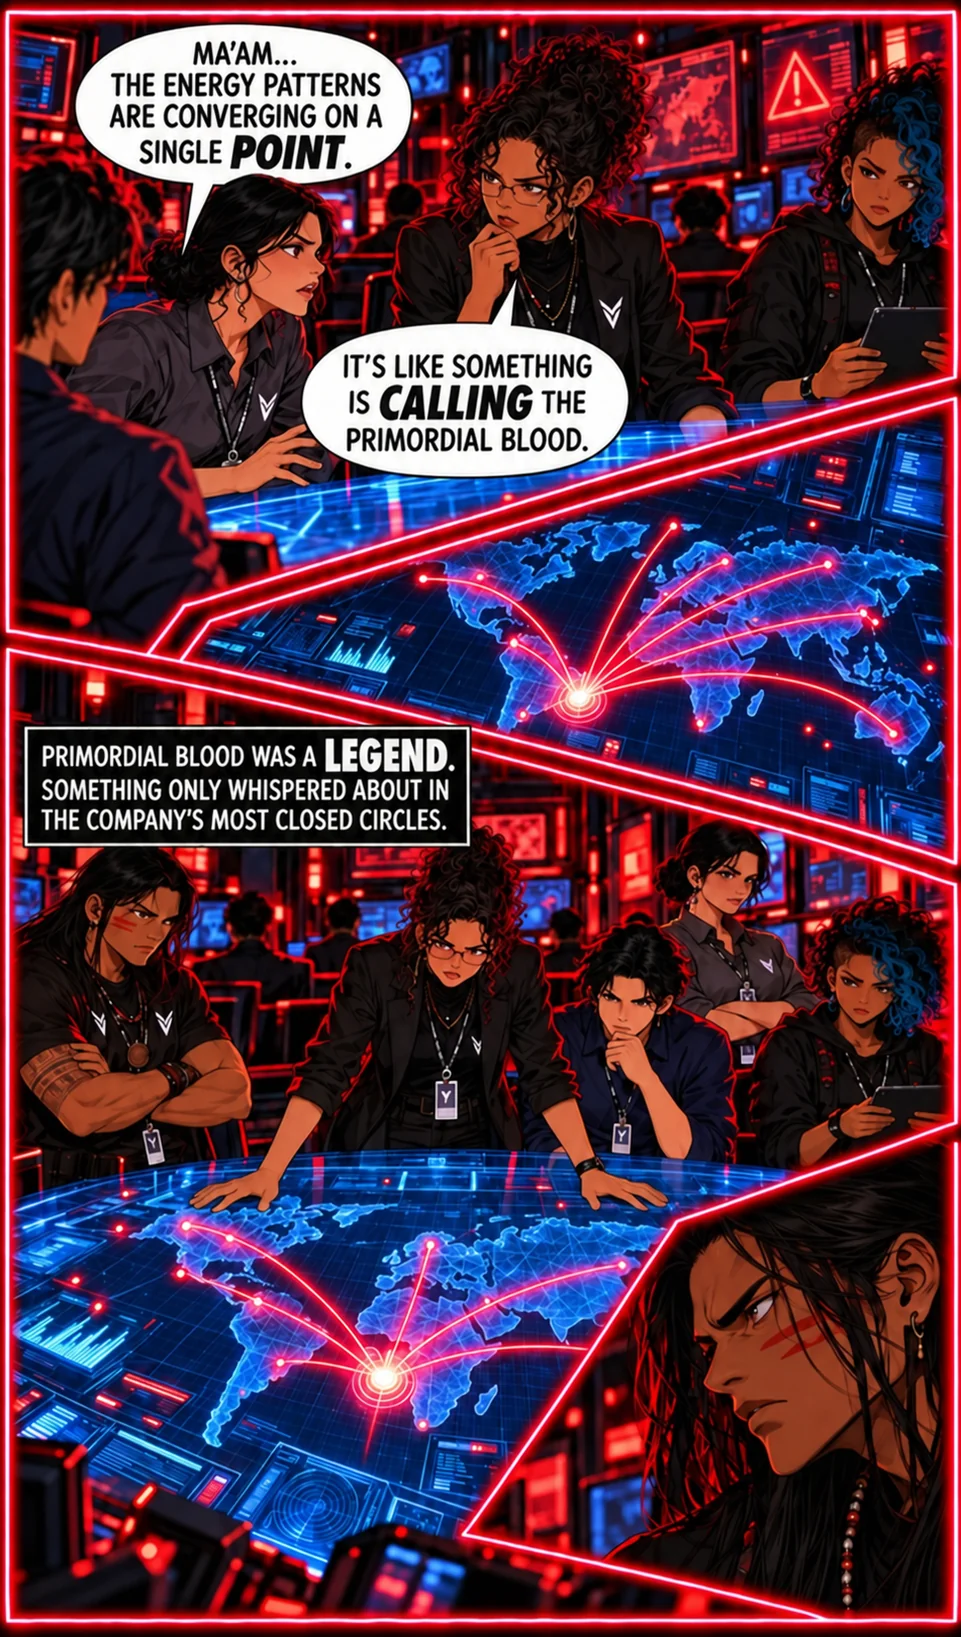 MA'AM...
THE ENERGY PATTERNS
ARE CONVERGING ON A
SINGLE POINT.
IT'S LIKE SOMETHING
IS CALLING THE
PRIMORDIAL BLOOD.
PRIMORDIAL BLOOD WAS A LEGEND.
SOMETHING ONLY WHISPERED ABOUT IN
THE COMPANY'S MOST CLOSED CIRCLES.
Y
Y
Y